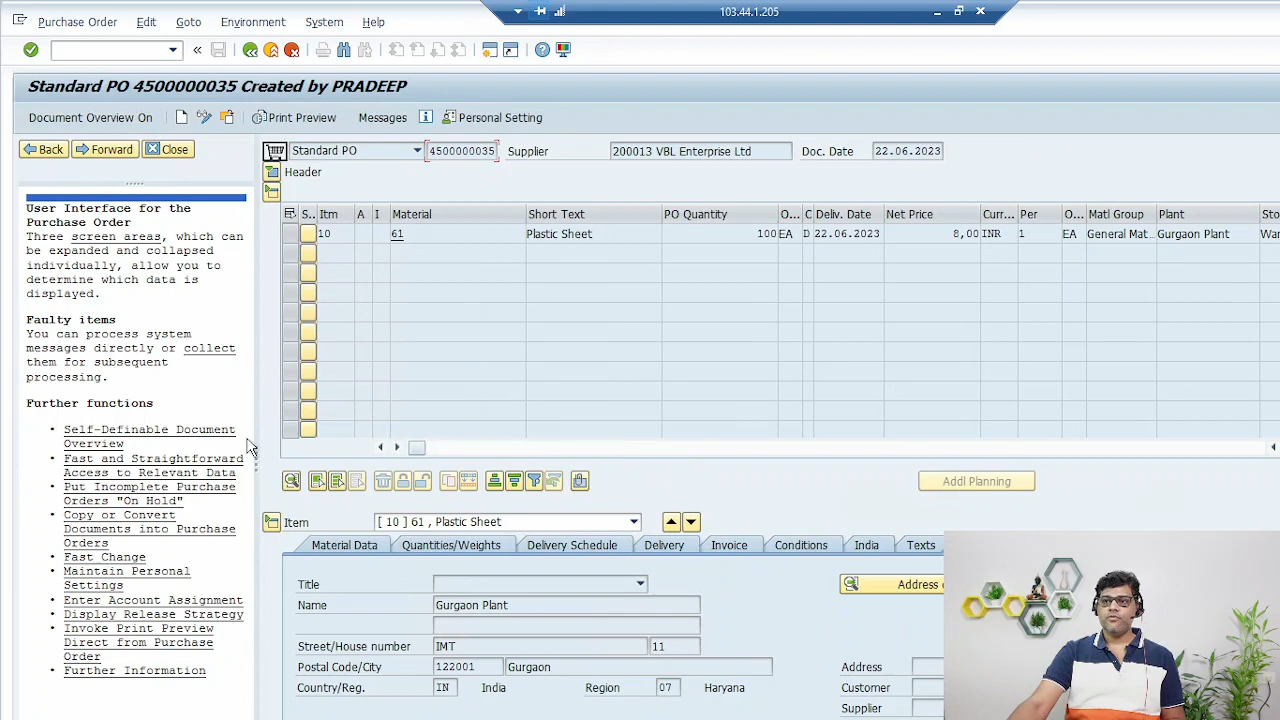 103.44.1.205
Purchase Order Edit Goto Environment System Help
Standard PO 4500000035 Created by PRADEEP
Document Overview On Print Preview Messages Personal Setting
Back Forward Close
Standard PO 4500000035 Supplier 200013 VBL Enterprise Ltd Doc. Date 22.06.2023
Header
User Interface for the
Purchase Order
Three screen areas, which can
be expanded and collapsed
individually, allow you to
determine which data is
displayed.
Faulty items
You can process system
messages directly or collect
them for subsequent
processing.
Further functions
• Self-Definable Document
Overview
• Fast and Straightforward
Access to Relevant Data
• Put Incomplete Purchase
Orders "On Hold"
• Copy or Convert
Documents into Purchase
Orders
• Fast Change
• Maintain Personal
Settings
• Enter Account Assignment
• Display Release Strategy
• Invoke Print Preview
Direct from Purchase
Order
• Further Information
S.. Itm A I Material Short Text PO Quantity O... C Deliv. Date Net Price Curr... Per O... Matl Group Plant Sto
10 61 Plastic Sheet 100 EA D 22.06.2023 8,00 INR 1 EA General Mat... Gurgaon Plant War
Addl Planning
Item [ 10 ] 61 , Plastic Sheet
Material Data Quantities/Weights Delivery Schedule Delivery Invoice Conditions India Texts
Title Address
Name Gurgaon Plant
Street/House number IMT 11
Postal Code/City 122001 Gurgaon Address
Country/Reg. IN India Region 07 Haryana Customer
Supplier